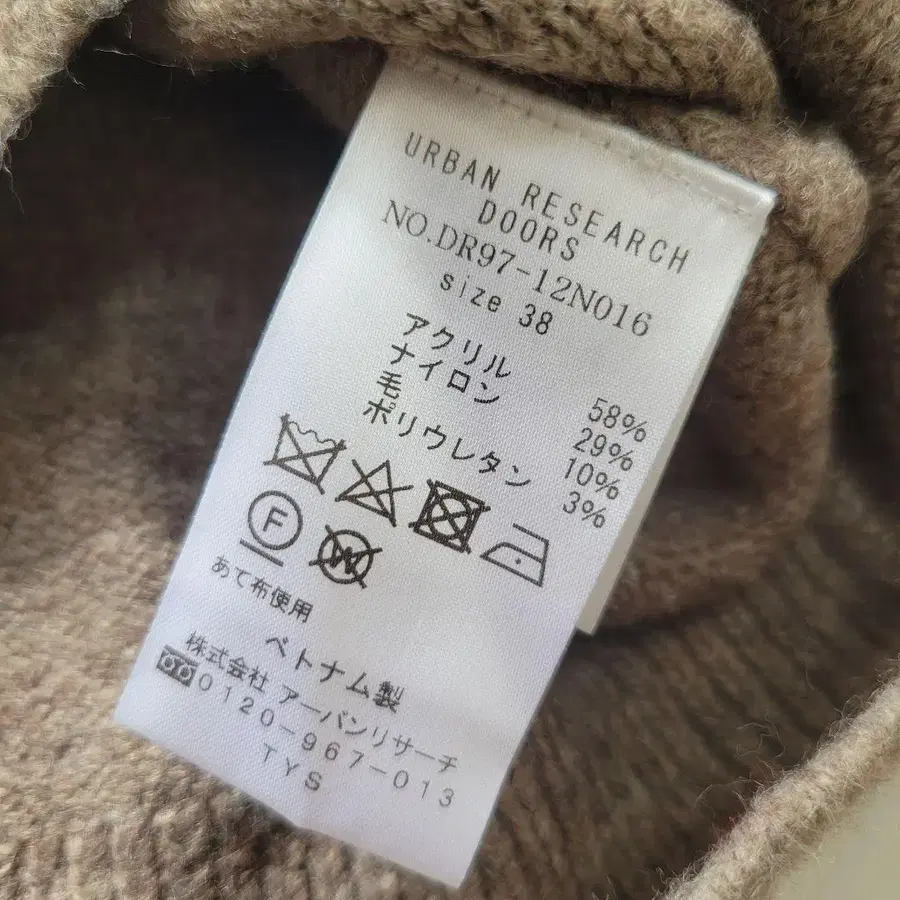 URBAN RESEARCH
DOORS
NO.DR97-12N016
size 38
アクリル 58%
ナイロン 29%
毛 10%
ポリウレタン 3%
F W
あて布使用
ベトナム製
株式会社 アーバンリサーチ
0120-967-013
TYS